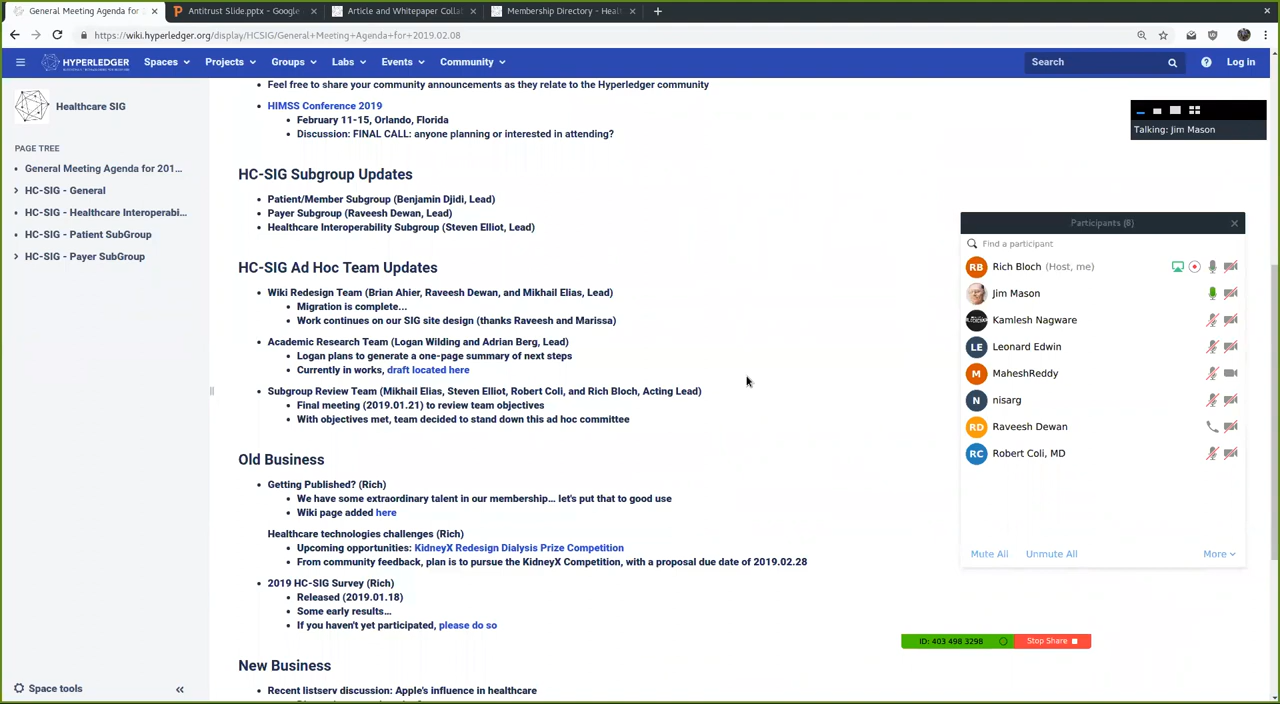 General Meeting Agenda for 2
Antitrust Slide.pptx - Google
Article and Whitepaper Colla
Membership Directory - Heal
https://wiki.hyperledger.org/display/HCSIG/General+Meeting+Agenda+for+2019.02.08
HYPERLEDGER
Spaces
Projects
Groups
Labs
Events
Community
Search
Log in
Healthcare SIG
PAGE TREE
General Meeting Agenda for 201...
HC-SIG - General
HC-SIG - Healthcare Interoperabi...
HC-SIG - Patient SubGroup
HC-SIG - Payer SubGroup
Space tools
Feel free to share your community announcements as they relate to the Hyperledger community
HIMSS Conference 2019
February 11-15, Orlando, Florida
Discussion: FINAL CALL: anyone planning or interested in attending?
HC-SIG Subgroup Updates
Patient/Member Subgroup (Benjamin Djidi, Lead)
Payer Subgroup (Raveesh Dewan, Lead)
Healthcare Interoperability Subgroup (Steven Elliot, Lead)
HC-SIG Ad Hoc Team Updates
Wiki Redesign Team (Brian Ahier, Raveesh Dewan, and Mikhail Elias, Lead)
Migration is complete...
Work continues on our SIG site design (thanks Raveesh and Marissa)
Academic Research Team (Logan Wilding and Adrian Berg, Lead)
Logan plans to generate a one-page summary of next steps
Currently in works, draft located here
Subgroup Review Team (Mikhail Elias, Steven Elliot, Robert Coli, and Rich Bloch, Acting Lead)
Final meeting (2019.01.21) to review team objectives
With objectives met, team decided to stand down this ad hoc committee
Old Business
Getting Published? (Rich)
We have some extraordinary talent in our membership... let's put that to good use
Wiki page added here
Healthcare technologies challenges (Rich)
Upcoming opportunities: KidneyX Redesign Dialysis Prize Competition
From community feedback, plan is to pursue the KidneyX Competition, with a proposal due date of 2019.02.28
2019 HC-SIG Survey (Rich)
Released (2019.01.18)
Some early results...
If you haven't yet participated, please do so
New Business
Recent listserv discussion: Apple's influence in healthcare
Talking: Jim Mason
Participants (8)
Find a participant
RB Rich Bloch (Host, me)
Jim Mason
Kamlesh Nagware
LE Leonard Edwin
M MaheshReddy
N nisarg
RD Raveesh Dewan
RC Robert Coli, MD
Mute All
Unmute All
More
ID: 403 498 3298
Stop Share